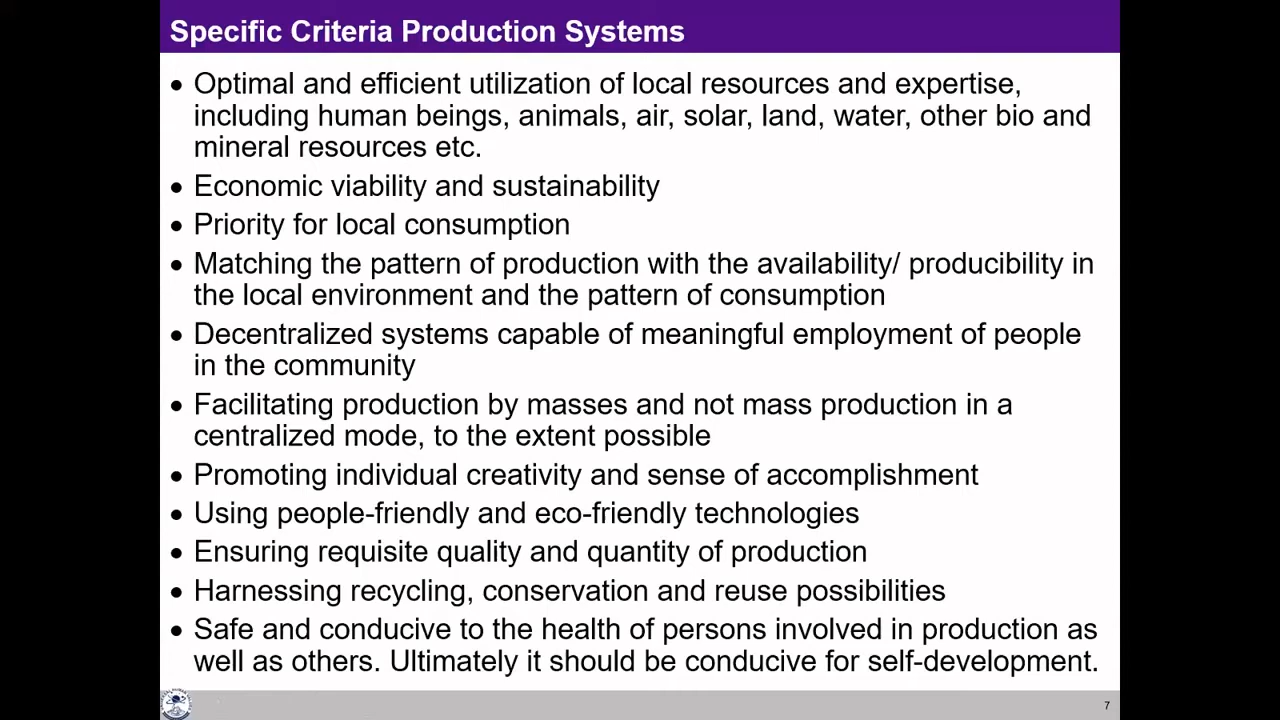 Specific Criteria Production Systems
• Optimal and efficient utilization of local resources and expertise,
including human beings, animals, air, solar, land, water, other bio and
mineral resources etc.
• Economic viability and sustainability
• Priority for local consumption
• Matching the pattern of production with the availability/ producibility in
the local environment and the pattern of consumption
• Decentralized systems capable of meaningful employment of people
in the community
• Facilitating production by masses and not mass production in a
centralized mode, to the extent possible
• Promoting individual creativity and sense of accomplishment
• Using people-friendly and eco-friendly technologies
• Ensuring requisite quality and quantity of production
• Harnessing recycling, conservation and reuse possibilities
• Safe and conducive to the health of persons involved in production as
well as others. Ultimately it should be conducive for self-development.
7